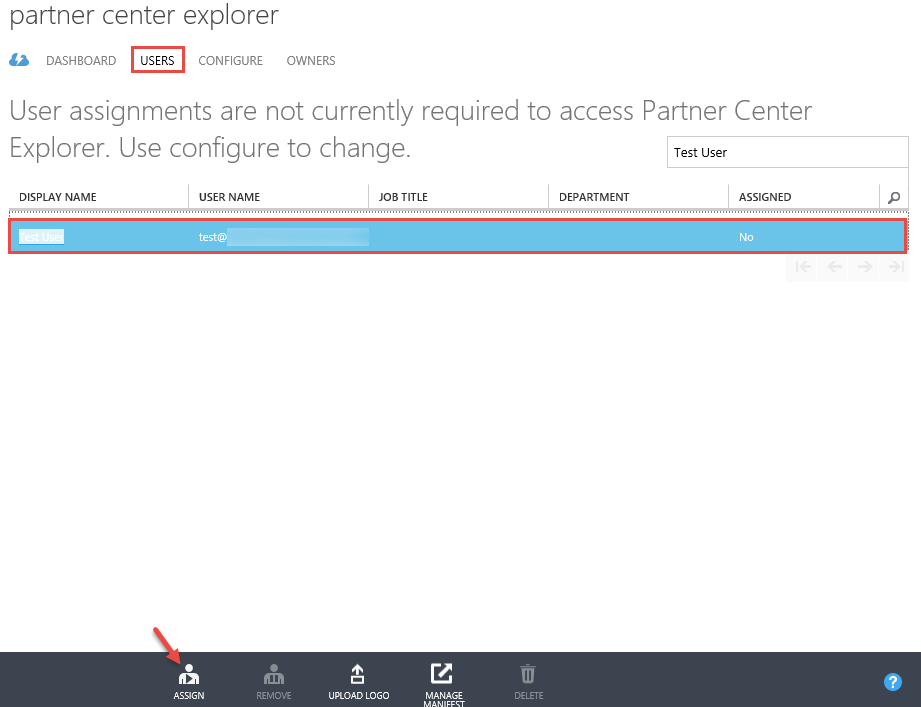 partner center explorer
DASHBOARD USERS CONFIGURE OWNERS
User assignments are not currently required to access Partner Center
Explorer. Use configure to change.
Test User
DISPLAY NAME USER NAME JOB TITLE DEPARTMENT ASSIGNED
Test User test@ No
ASSIGN REMOVE UPLOAD LOGO MANAGE MANIFEST DELETE
?